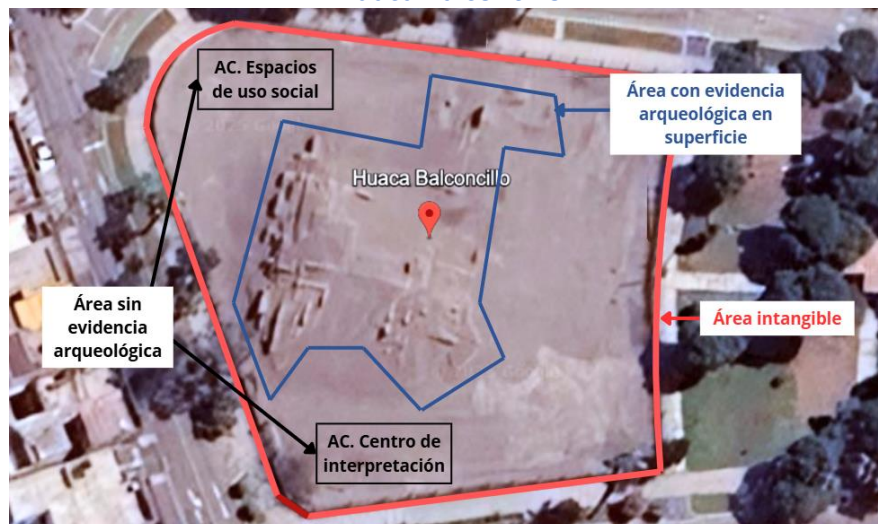 AC. Espacios
de uso social
Área con evidencia
arqueológica en
superficie
Huaca Balconcillo
Área sin
evidencia
arqueológica
Área intangible
AC. Centro de
interpretación